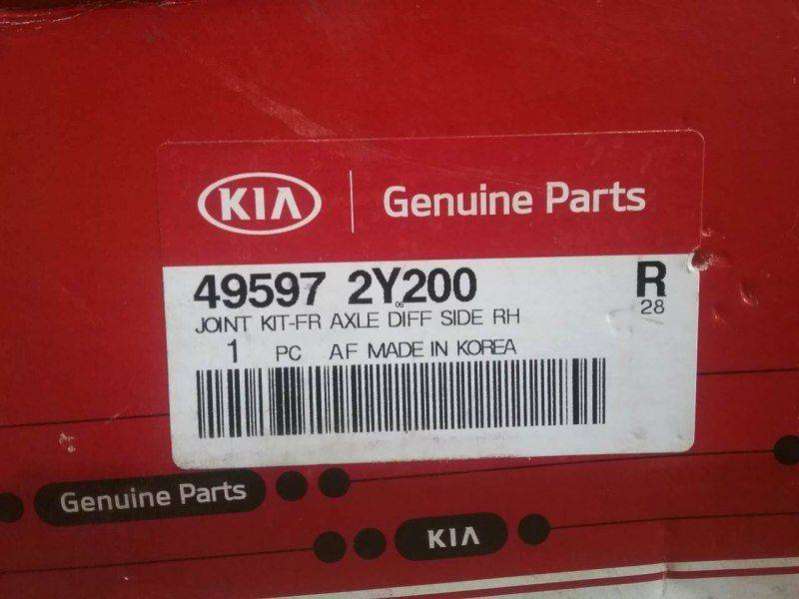 KIA Genuine Parts
49597 2Y200 R
28
JOINT KIT-FR AXLE DIFF SIDE RH
1 PC AF MADE IN KOREA
Genuine Parts
KIA